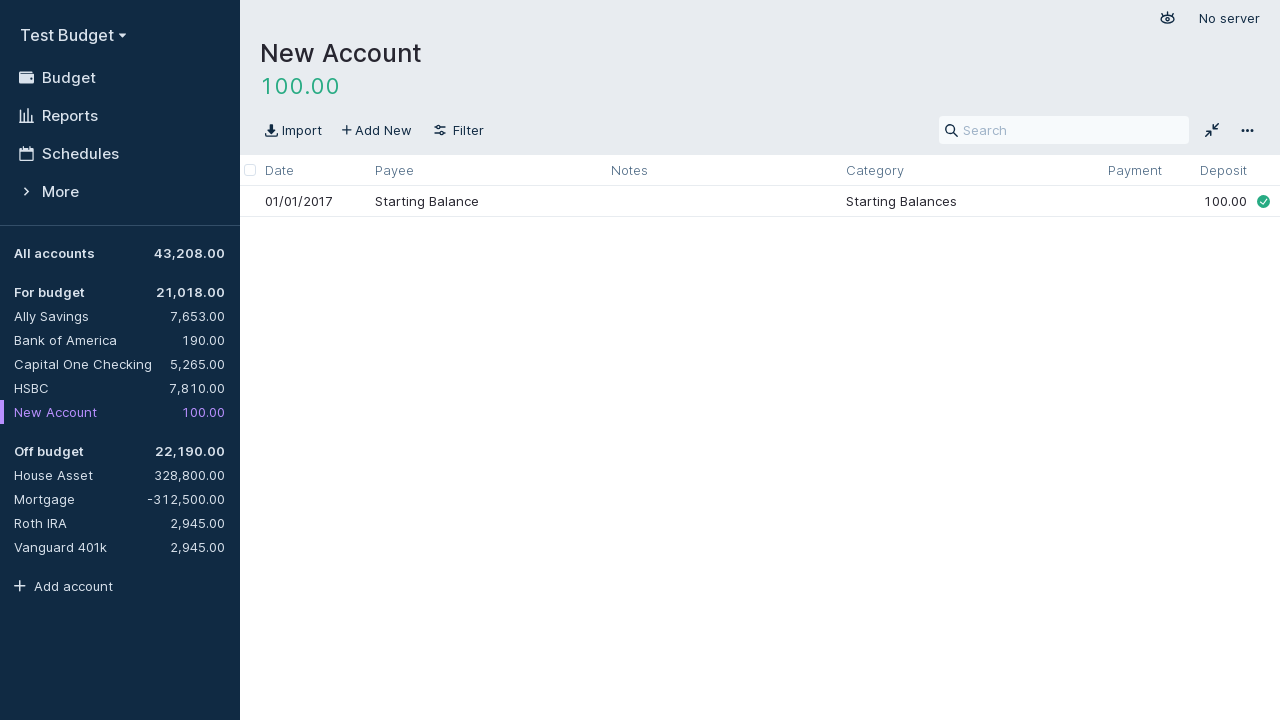 Test Budget
Budget
Reports
Schedules
More
All accounts 43,208.00
For budget 21,018.00
Ally Savings 7,653.00
Bank of America 190.00
Capital One Checking 5,265.00
HSBC 7,810.00
New Account 100.00
Off budget 22,190.00
House Asset 328,800.00
Mortgage -312,500.00
Roth IRA 2,945.00
Vanguard 401k 2,945.00
Add account
No server
New Account
100.00
Import Add New Filter Search
Date Payee Notes Category Payment Deposit
01/01/2017 Starting Balance Starting Balances 100.00